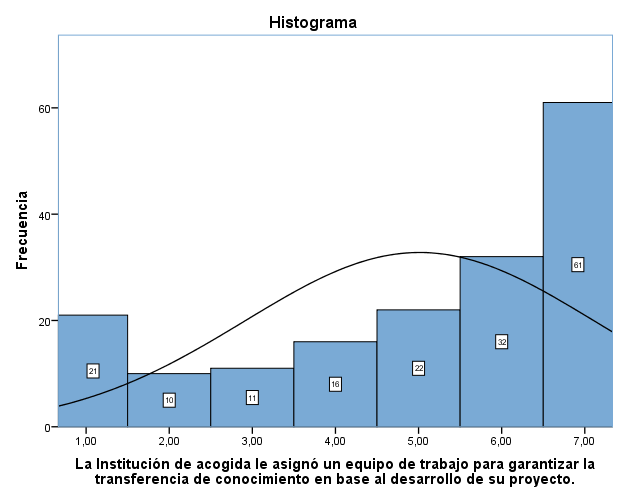 Histograma
Frecuencia
60
40
20
0
21
10
11
16
22
32
61
1,00 2,00 3,00 4,00 5,00 6,00 7,00
La Institución de acogida le asignó un equipo de trabajo para garantizar la
transferencia de conocimiento en base al desarrollo de su proyecto.